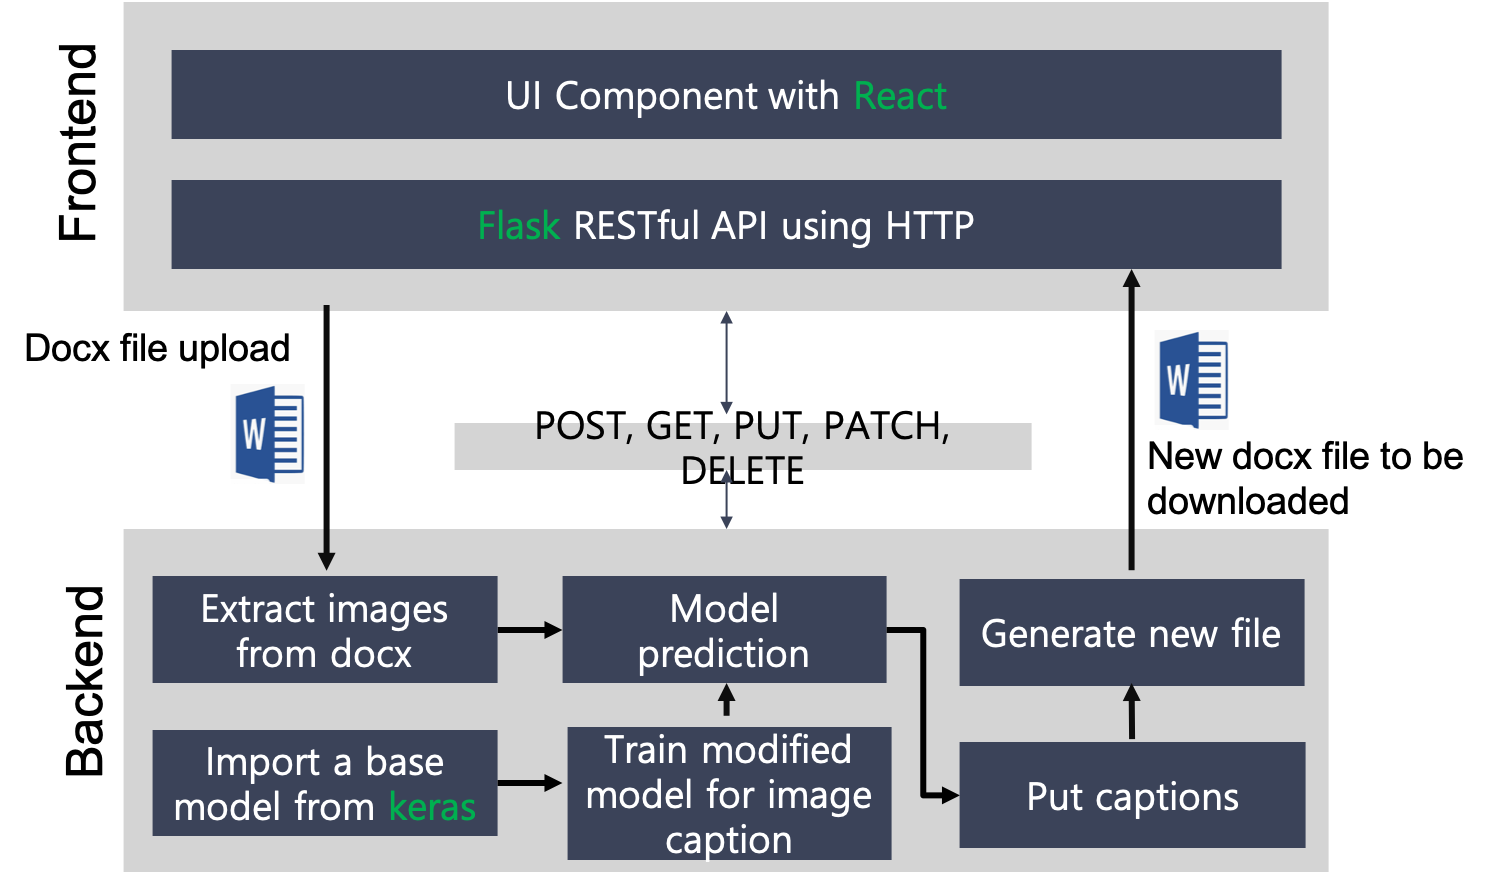 Frontend
UI Component with React
Flask RESTful API using HTTP
Docx file upload
W
POST, GET, PUT, PATCH,
DELETE
W
New docx file to be
downloaded
Backend
Extract images
from docx
Model
prediction
Generate new file
Import a base
model from keras
Train modified
model for image
caption
Put captions